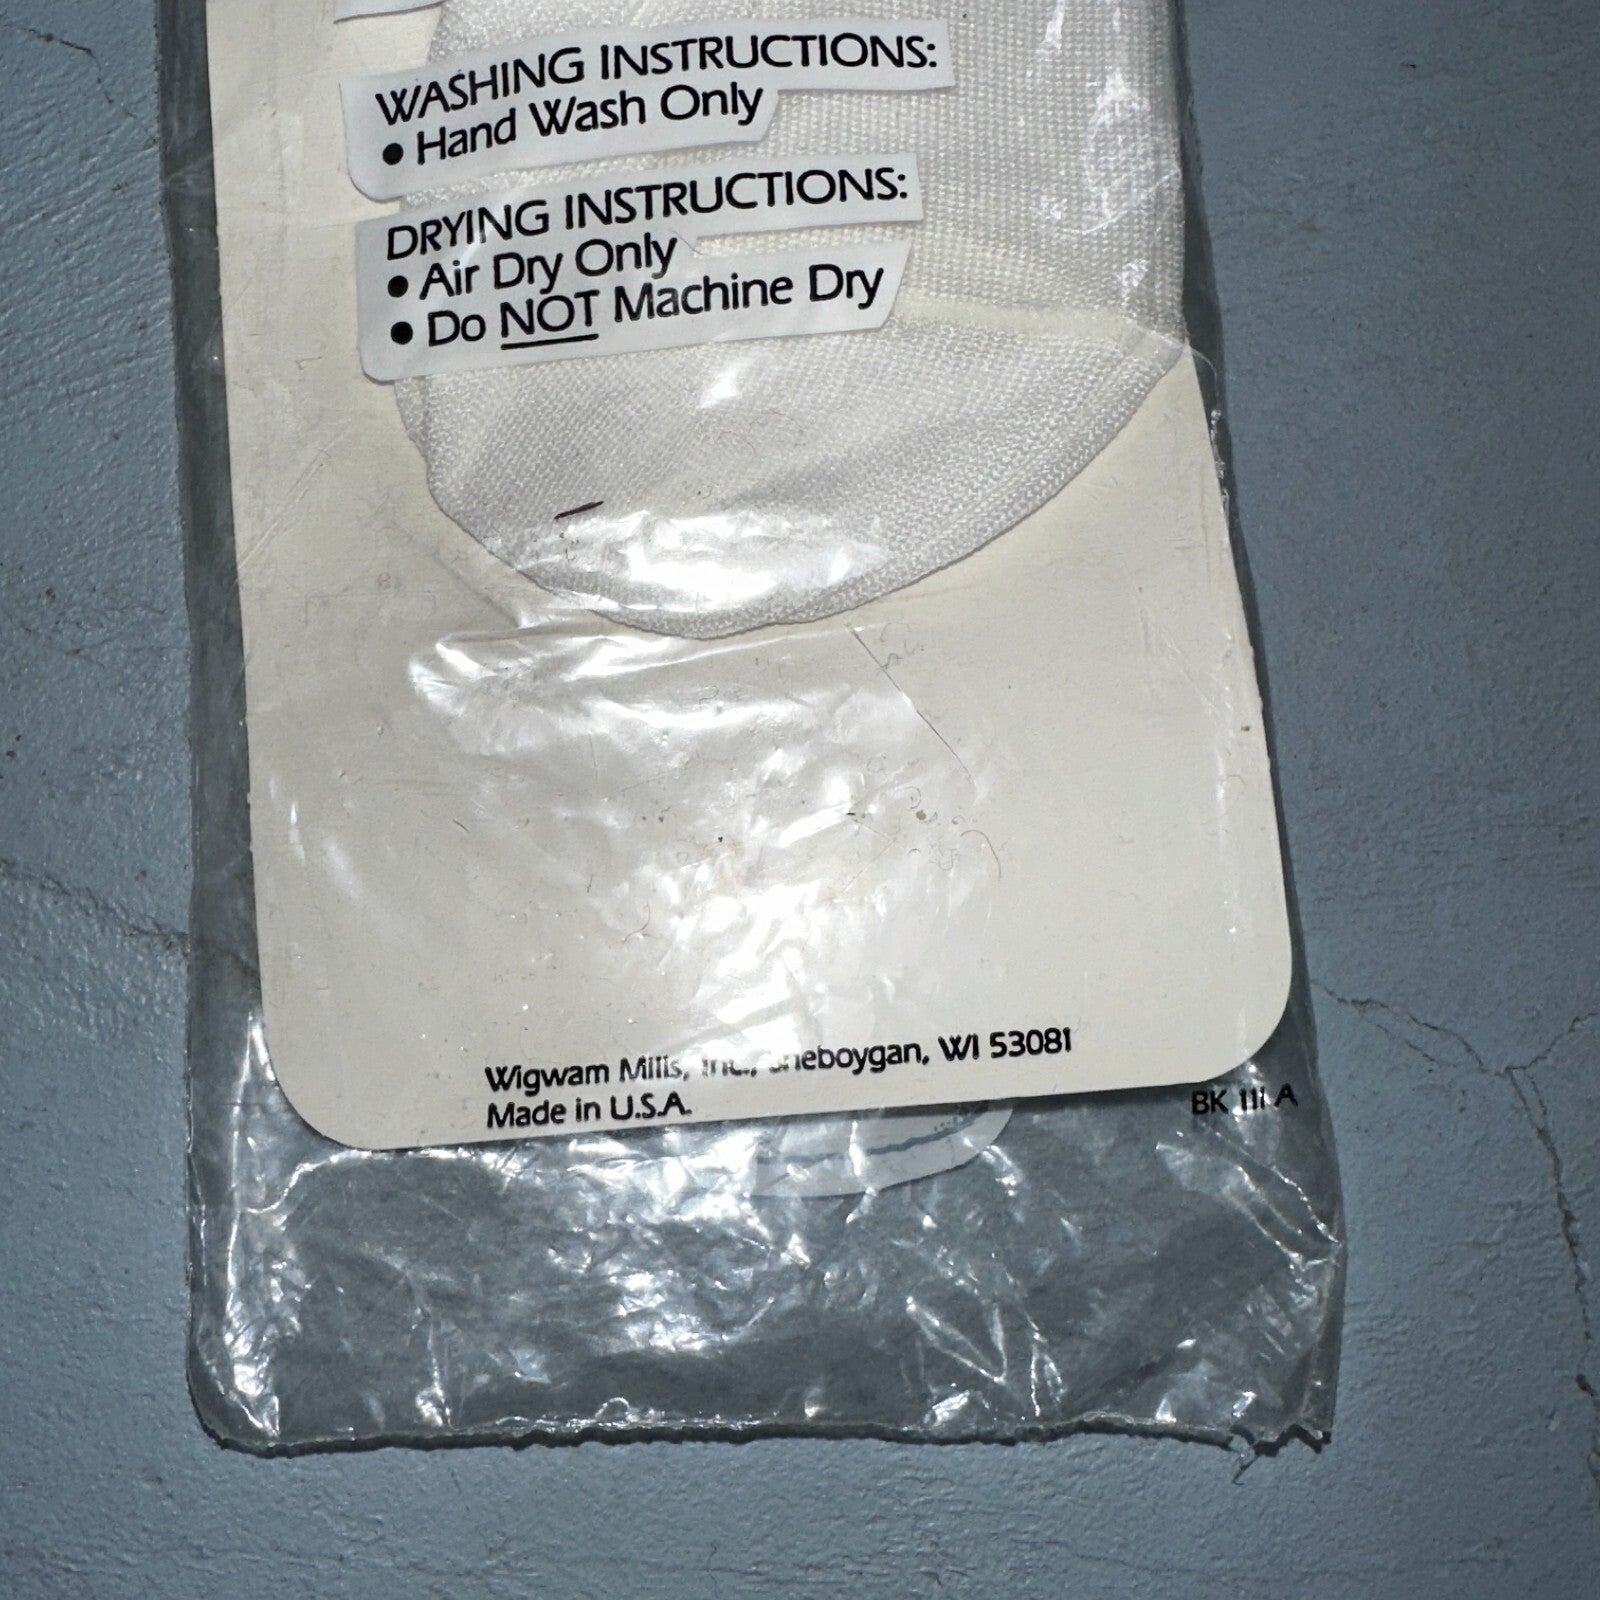 WASHING INSTRUCTIONS:
• Hand Wash Only
DRYING INSTRUCTIONS:
• Air Dry Only
• Do NOT Machine Dry
Wigwam Mills, Inc., Sheboygan, WI 53081
Made in U.S.A.
BK 111 A